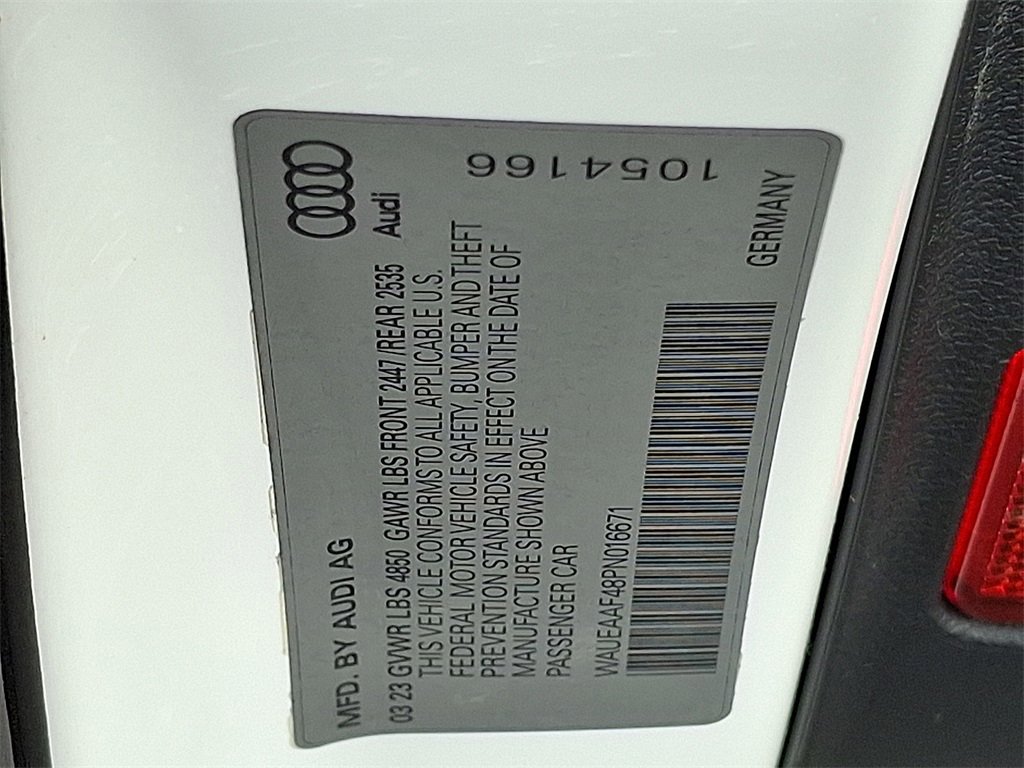 MFD. BY AUDI AG
Audi
03 23 GVWR LBS 4850 GAWR LBS FRONT 2447 /REAR 2535
THIS VEHICLE CONFORMS TO ALL APPLICABLE U.S.
FEDERAL MOTOR VEHICLE SAFETY, BUMPER AND THEFT
PREVENTION STANDARDS IN EFFECT ON THE DATE OF
MANUFACTURE SHOWN ABOVE
PASSENGER CAR
WAUEAAF48PN016671
GERMANY
1054166